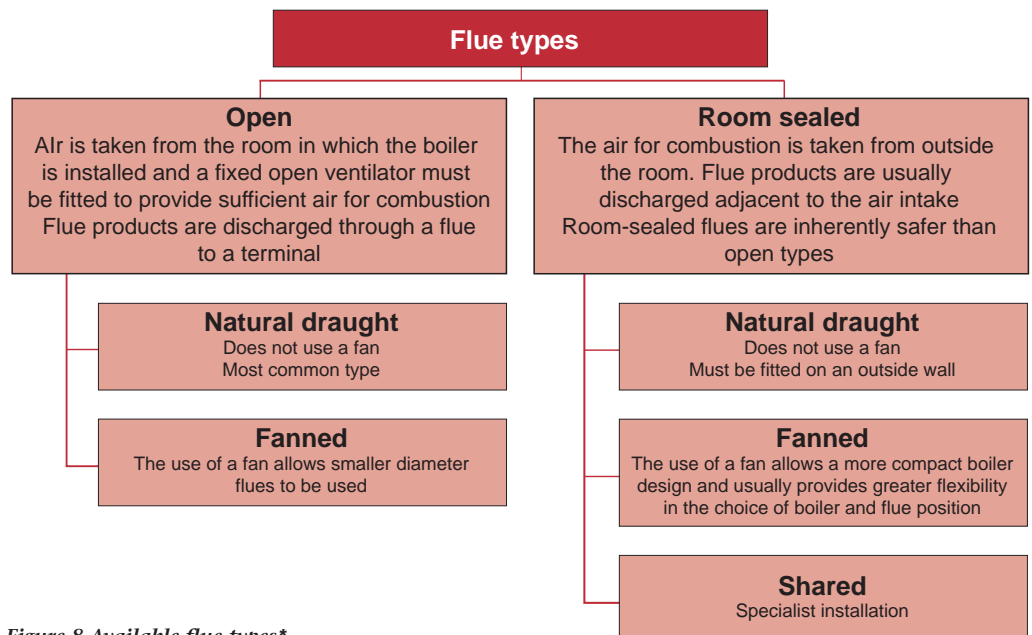 Flue types
Open
AIr is taken from the room in which the boiler
is installed and a fixed open ventilator must
be fitted to provide sufficient air for combustion
Flue products are discharged through a flue
to a terminal
Natural draught
Does not use a fan
Most common type
Fanned
The use of a fan allows smaller diameter
flues to be used
Room sealed
The air for combustion is taken from outside
the room. Flue products are usually
discharged adjacent to the air intake
Room-sealed flues are inherently safer than
open types
Natural draught
Does not use a fan
Must be fitted on an outside wall
Fanned
The use of a fan allows a more compact boiler
design and usually provides greater flexibility
in the choice of boiler and flue position
Shared
Specialist installation
Figure 8 Available flue types*